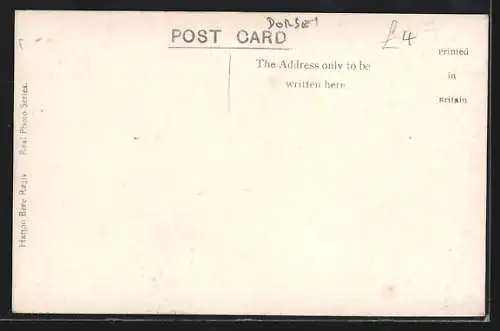 DORSET
POST CARD
£4
The Address only to be
written here
Printed
in
Britain
Bere Regis Real Photo Series.